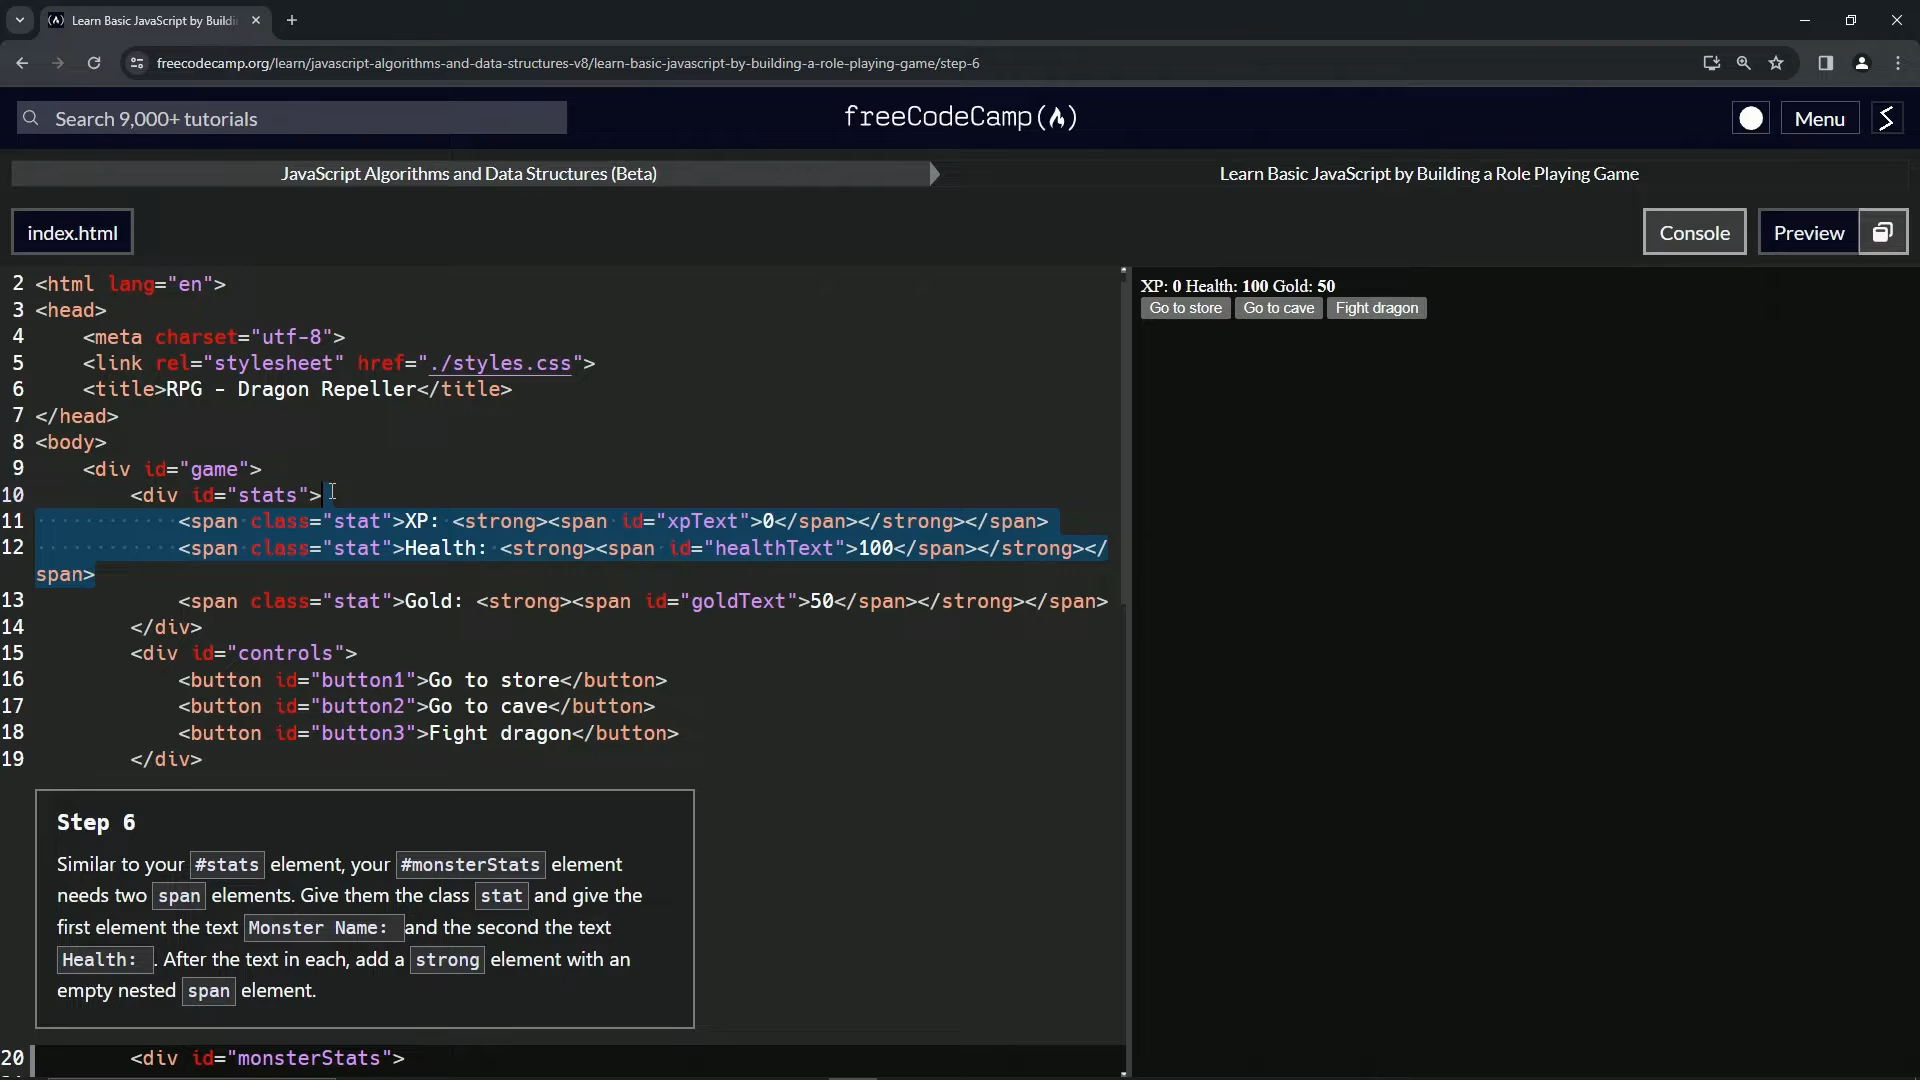 Learn Basic JavaScript by Buildi
freecodecamp.org/learn/javascript-algorithms-and-data-structures-v8/learn-basic-javascript-by-building-a-role-playing-game/step-6
Search 9,000+ tutorials
freeCodeCamp(🔥)
Menu
JavaScript Algorithms and Data Structures (Beta)
Learn Basic JavaScript by Building a Role Playing Game
index.html
Console
Preview
2 <html lang="en">
3 <head>
4 <meta charset="utf-8">
5 <link rel="stylesheet" href="./styles.css">
6 <title>RPG - Dragon Repeller</title>
7 </head>
8 <body>
9 <div id="game">
10 <div id="stats">
11 <span class="stat">XP: <strong><span id="xpText">0</span></strong></span>
12 <span class="stat">Health: <strong><span id="healthText">100</span></strong></
span>
13 <span class="stat">Gold: <strong><span id="goldText">50</span></strong></span>
14 </div>
15 <div id="controls">
16 <button id="button1">Go to store</button>
17 <button id="button2">Go to cave</button>
18 <button id="button3">Fight dragon</button>
19 </div>
Step 6
Similar to your #stats element, your #monsterStats element
needs two span elements. Give them the class stat and give the
first element the text Monster Name: and the second the text
Health: . After the text in each, add a strong element with an
empty nested span element.
20 <div id="monsterStats">
XP: 0 Health: 100 Gold: 50
Go to store Go to cave Fight dragon